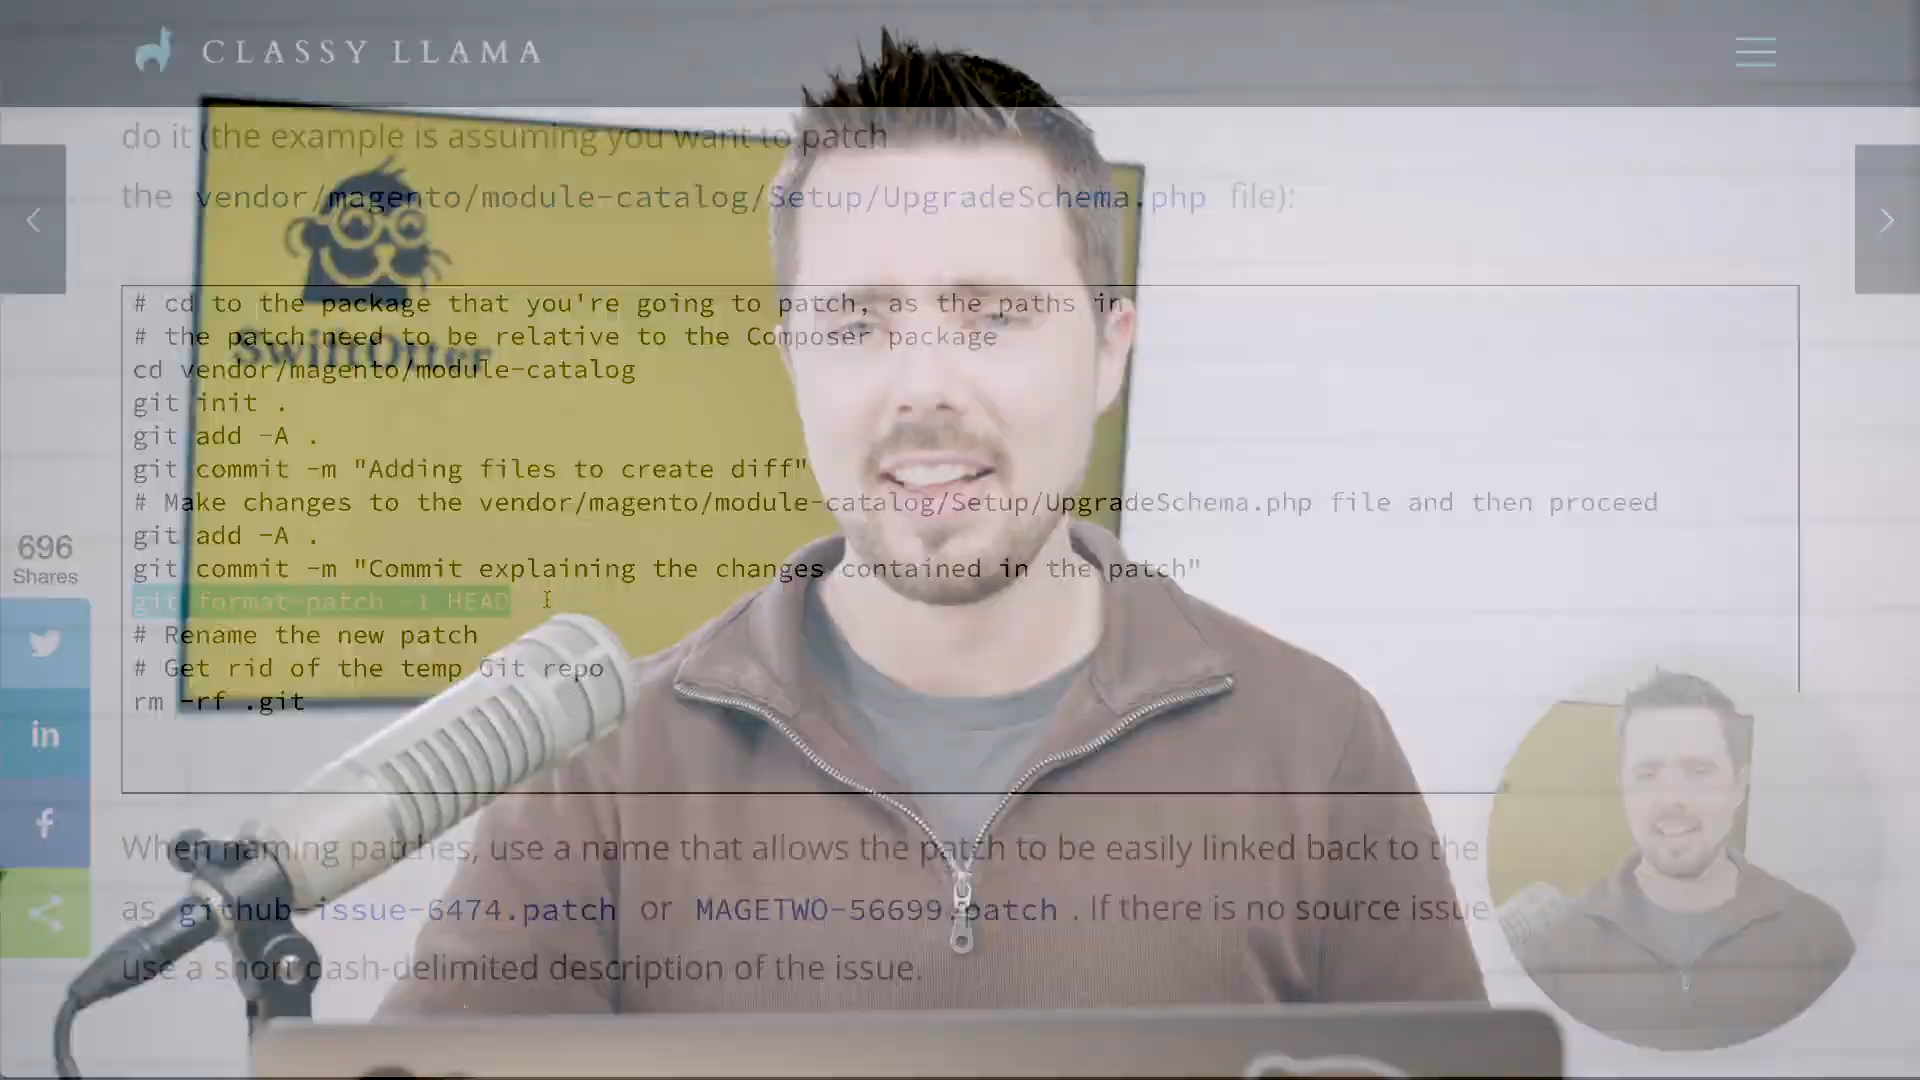 CLASSY LLAMA
do it (the example is assuming you want to patch
the vendor/magento/module-catalog/Setup/UpgradeSchema.php file):
# cd to the package that you're going to patch, as the paths in
# the patch need to be relative to the Composer package
SwiftOtter
cd vendor/magento/module-catalog
git init .
git add -A .
git commit -m "Adding files to create diff"
# Make changes to the vendor/magento/module-catalog/Setup/UpgradeSchema.php file and then proceed
git add -A .
696
Shares
git commit -m "Commit explaining the changes contained in the patch"
git format-patch -1 HEAD
# Rename the new patch
# Get rid of the temp Git repo
rm -rf .git
in
f
When naming patches, use a name that allows the patch to be easily linked back to the
as github-issue-6474.patch or MAGETWO-56699.patch . If there is no source issue
use a short dash-delimited description of the issue.